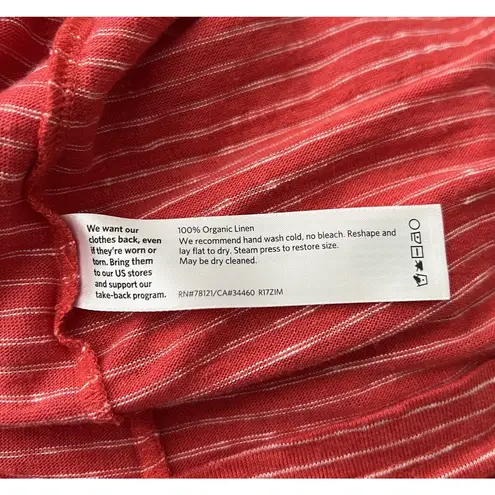 We want our
clothes back, even
if they're worn or
torn. Bring them
to our US stores
and support our
take-back program.
100% Organic Linen
We recommend hand wash cold, no bleach. Reshape and
lay flat to dry. Steam press to restore size.
May be dry cleaned.
RN#78121/CA#34460 R17ZIM